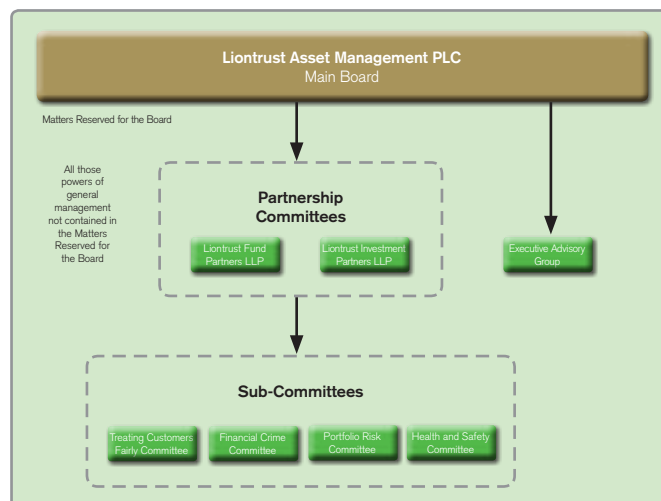 Liontrust Asset Management PLC
Main Board
Matters Reserved for the Board
All those
powers of
general
management
not contained in
the Matters
Reserved for
the Board
Partnership
Committees
Liontrust Fund
Partners LLP
Liontrust Investment
Partners LLP
Executive Advisory
Group
Sub-Committees
Treating Customers
Fairly Committee
Financial Crime
Committee
Portfolio Risk
Committee
Health and Safety
Committee